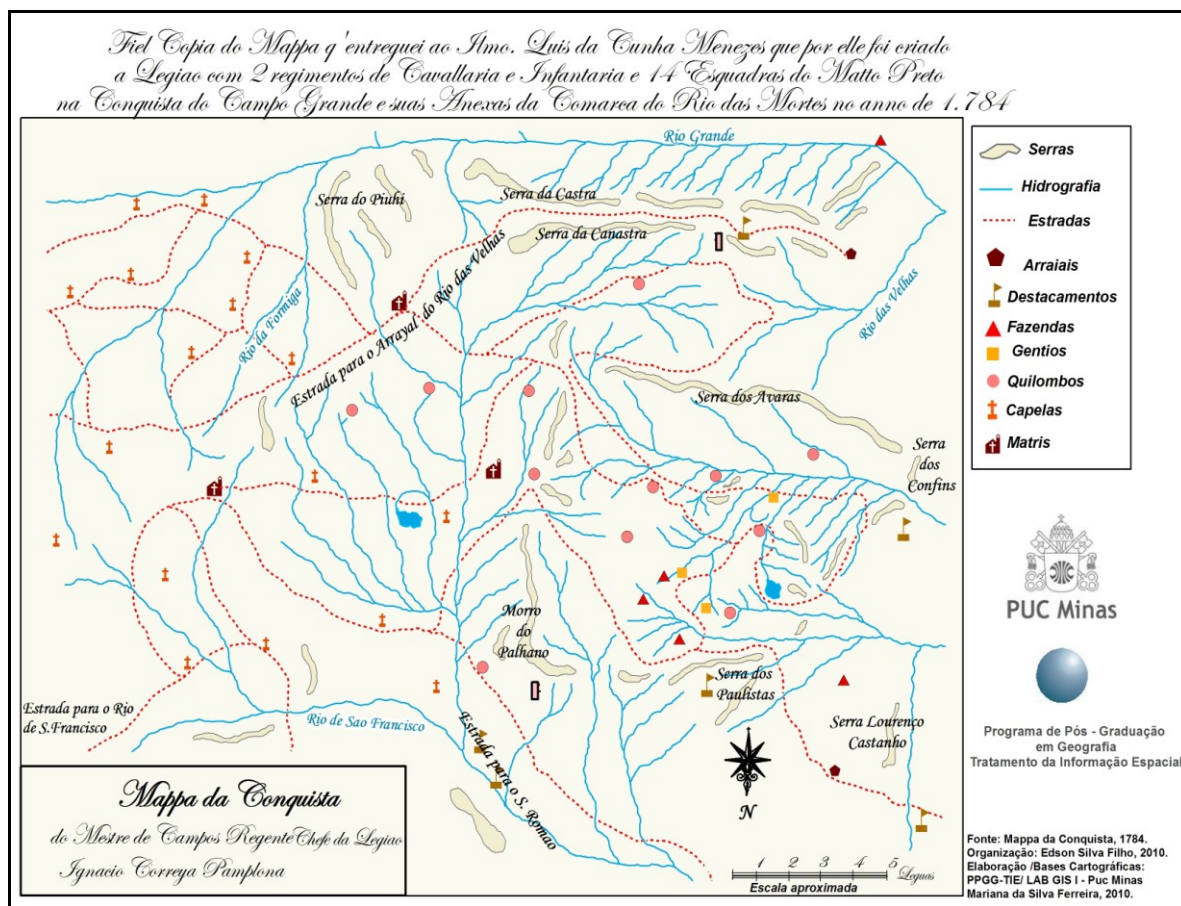 Fiel Copia do Mappa q'entreguei ao Ilmo. Luis da Cunha Menezes que por elle foi criado
a Legiao com 2 regimentos de Cavallaria e Infantaria e 14 Esquadras do Matto Preto
na Conquista do Campo Grande e suas Anexas da Comarca do Rio das Mortes no anno de 1.784
Rio Grande
Serra do Piuhi
Serra da Castra
Serra da Canastra
Rio da Formiga
Estrada para o Arrayal do Rio das Velhas
Rio das Velhas
Serra dos Avaras
Serra
dos
Confins
Morro
do
Palhano
Serra dos
Paulistas
Estrada para o Rio
de S.Francisco
Rio de Sao Francisco
Estrada para o S. Romao
Serra Lourenço
Castanho
N
Mappa da Conquista
do Mestre de Campos Regente Chefe da Legiao
Ignacio Correya Pamplona
1 2 3 4 5 Leguas
Escala aproximada
Serras
Hidrografia
Estradas
Arraiais
Destacamentos
Fazendas
Gentios
Quilombos
Capelas
Matris
PUC Minas
Programa de Pós - Graduação
em Geografia
Tratamento da Informação Espacial
Fonte: Mappa da Conquista, 1784.
Organização: Edson Silva Filho, 2010.
Elaboração /Bases Cartográficas:
PPGG-TIE/ LAB GIS I - Puc Minas
Mariana da Silva Ferreira, 2010.